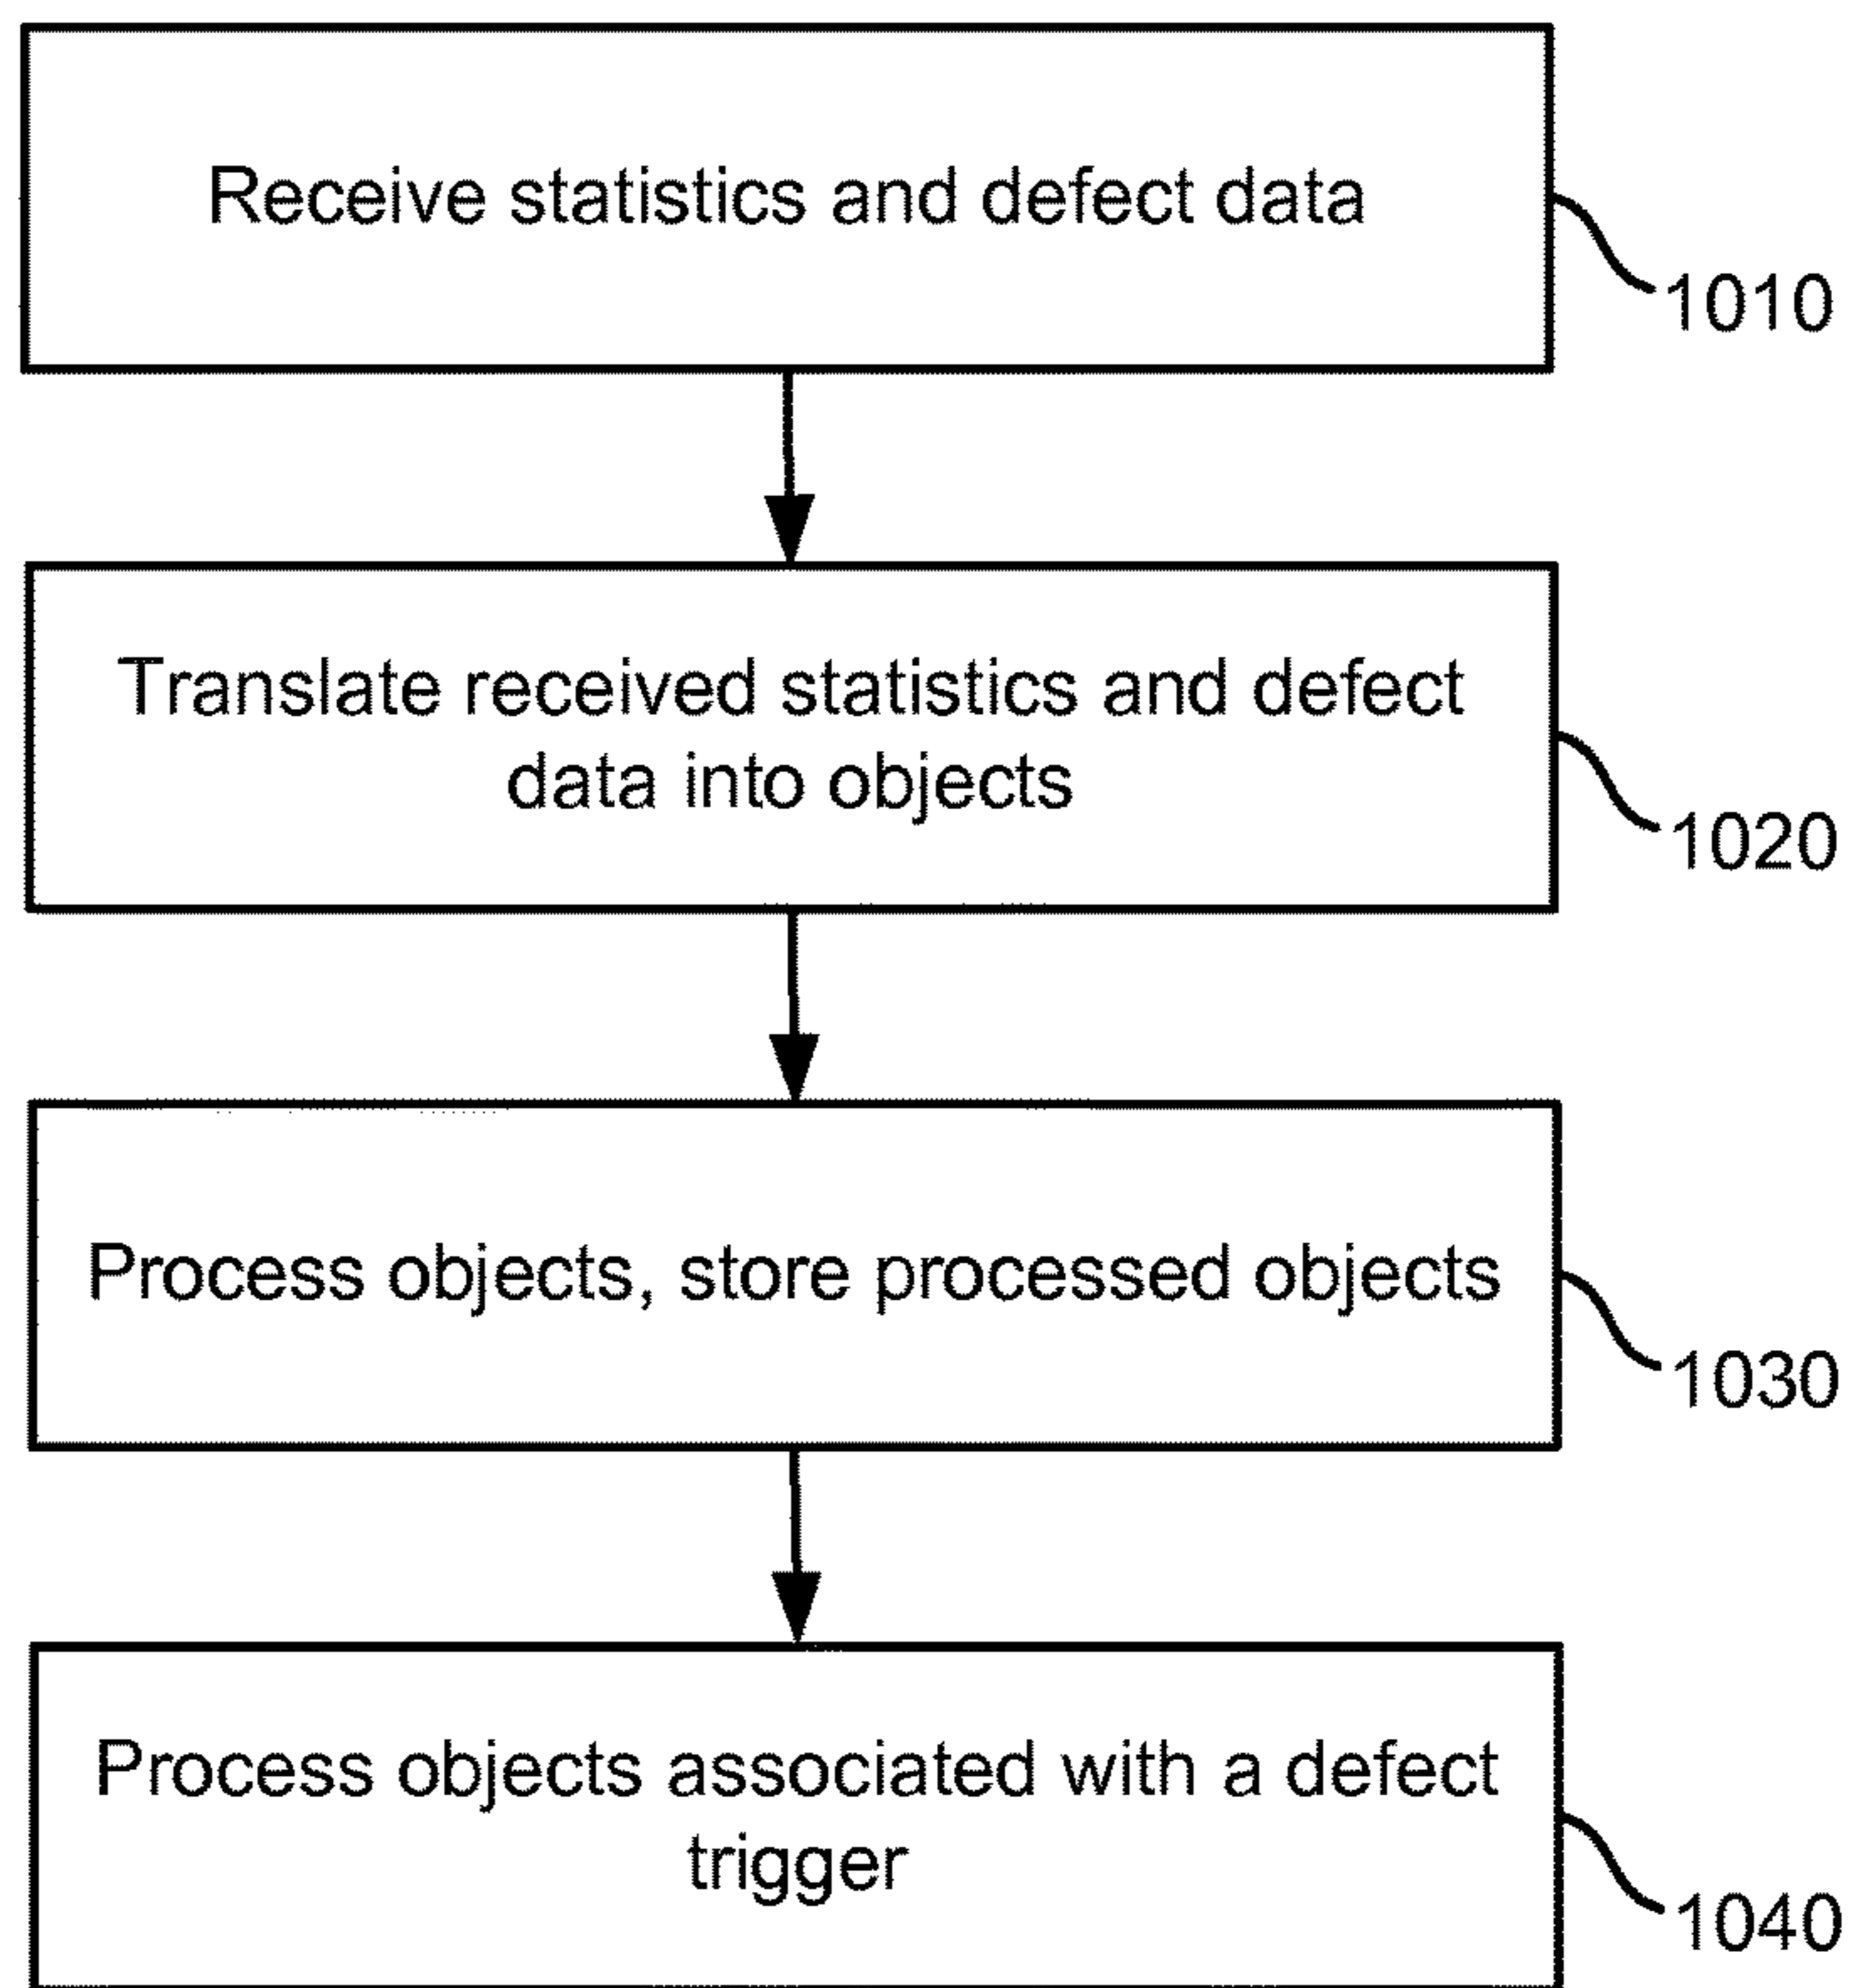 Receive statistics and defect data
1010
Translate received statistics and defect
data into objects
1020
Process objects, store processed objects
1030
Process objects associated with a defect
trigger
1040